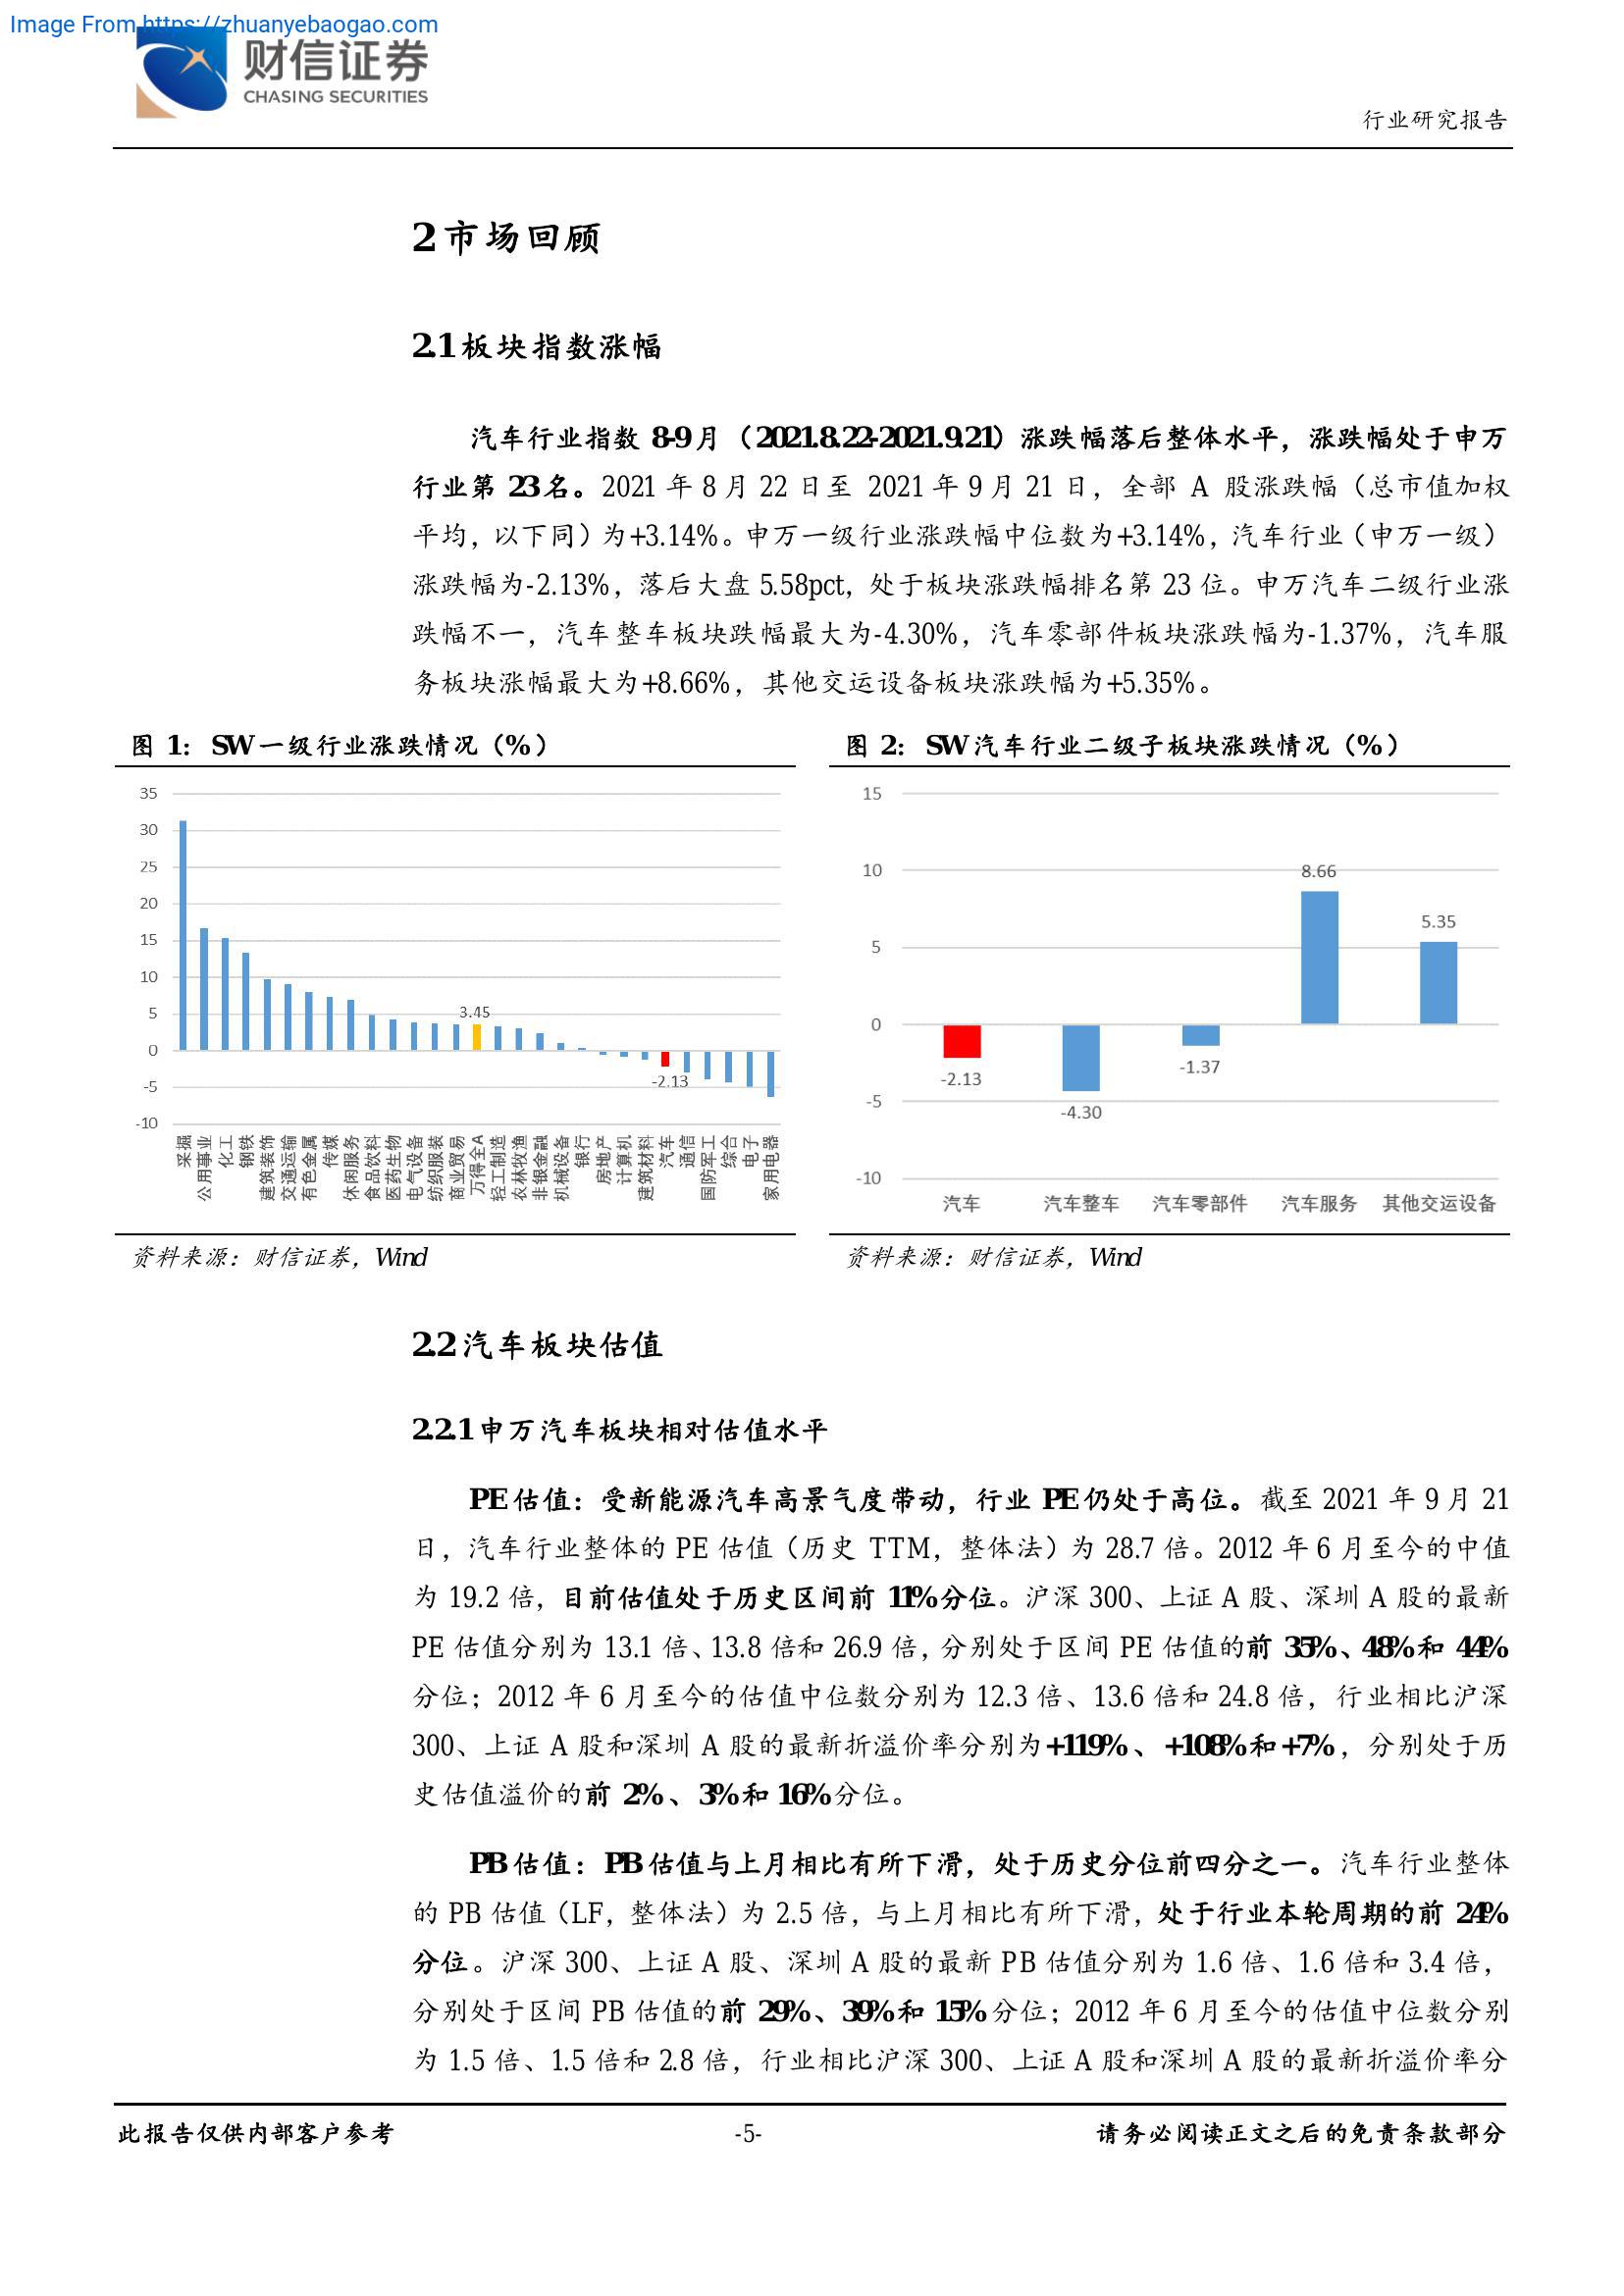 Image From https://zhuanyebaogao.com
财信证券
CHASING SECURITIES
行业研究报告
2 市场回顾
2.1 板块指数涨幅
汽车行业指数 8-9 月（2021.8.22-2021.9.21）涨跌幅落后整体水平，涨跌幅处于申万
行业第 23 名。2021 年 8 月 22 日至 2021 年 9 月 21 日，全部 A 股涨跌幅（总市值加权
平均，以下同）为+3.14%。申万一级行业涨跌幅中位数为+3.14%，汽车行业（申万一级）
涨跌幅为-2.13%，落后大盘 5.58pct，处于板块涨跌幅排名第 23 位。申万汽车二级行业涨
跌幅不一，汽车整车板块跌幅最大为-4.30%，汽车零部件板块涨跌幅为-1.37%，汽车服
务板块涨幅最大为+8.66%，其他交运设备板块涨跌幅为+5.35%。
图 1：SW 一级行业涨跌情况（%）
35
30
25
20
15
10
5
0
-5
-10
3.45
-2.13
采掘
公用事业
化工
钢铁
建筑装饰
交通运输
有色金属
传媒
休闲服务
食品饮料
医药生物
电气设备
纺织服装
商业贸易
万得全A
轻工制造
农林牧渔
非银金融
机械设备
银行
房地产
计算机
建筑材料
汽车
通信
国防军工
综合
电子
家用电器
资料来源：财信证券，Wind
图 2：SW 汽车行业二级子板块涨跌情况（%）
15
10
5
0
-5
-10
-2.13
-4.30
-1.37
8.66
5.35
汽车
汽车整车
汽车零部件
汽车服务
其他交运设备
资料来源：财信证券，Wind
2.2 汽车板块估值
2.2.1 申万汽车板块相对估值水平
PE 估值：受新能源汽车高景气度带动，行业 PE 仍处于高位。截至 2021 年 9 月 21
日，汽车行业整体的 PE 估值（历史 TTM，整体法）为 28.7 倍。2012 年 6 月至今的中值
为 19.2 倍，目前估值处于历史区间前 11%分位。沪深 300、上证 A 股、深圳 A 股的最新
PE 估值分别为 13.1 倍、13.8 倍和 26.9 倍，分别处于区间 PE 估值的前 35%、48%和 44%
分位；2012 年 6 月至今的估值中位数分别为 12.3 倍、13.6 倍和 24.8 倍，行业相比沪深
300、上证 A 股和深圳 A 股的最新折溢价率分别为+119%、+108%和+7%，分别处于历
史估值溢价的前 2%、3%和 16%分位。
PB 估值：PB 估值与上月相比有所下滑，处于历史分位前四分之一。汽车行业整体
的 PB 估值（LF，整体法）为 2.5 倍，与上月相比有所下滑，处于行业本轮周期的前 24%
分位。沪深 300、上证 A 股、深圳 A 股的最新 PB 估值分别为 1.6 倍、1.6 倍和 3.4 倍，
分别处于区间 PB 估值的前 29%、39%和 15%分位；2012 年 6 月至今的估值中位数分别
为 1.5 倍、1.5 倍和 2.8 倍，行业相比沪深 300、上证 A 股和深圳 A 股的最新折溢价率分
此报告仅供内部客户参考
-5-
请务必阅读正文之后的免责条款部分